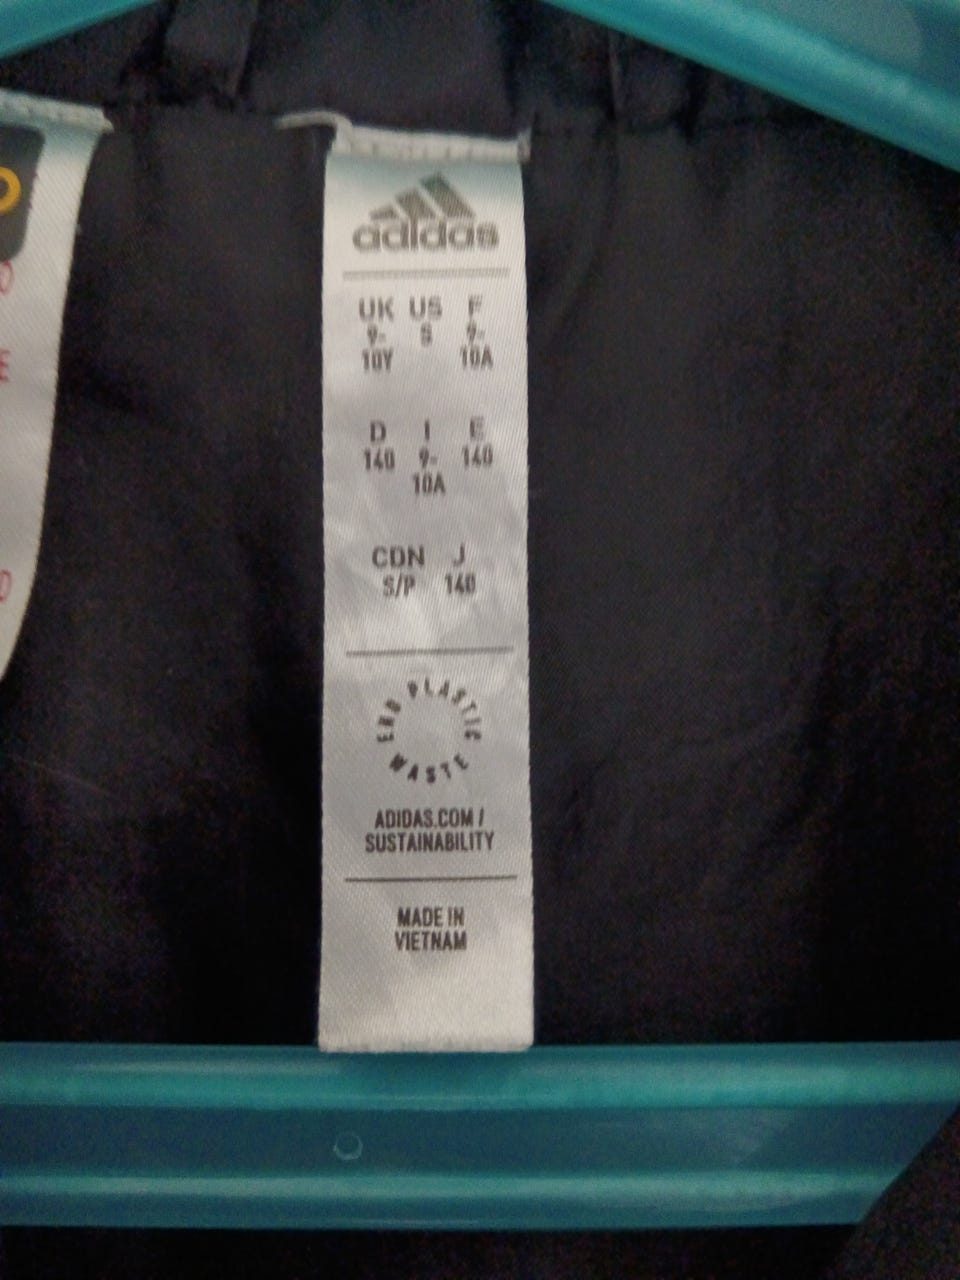 adidas
UK US F
9- S 9-
10Y 10A
D I E
140 9- 140
10A
CDN J
S/P 140
END PLASTIC WASTE
ADIDAS.COM/
SUSTAINABILITY
MADE IN
VIETNAM